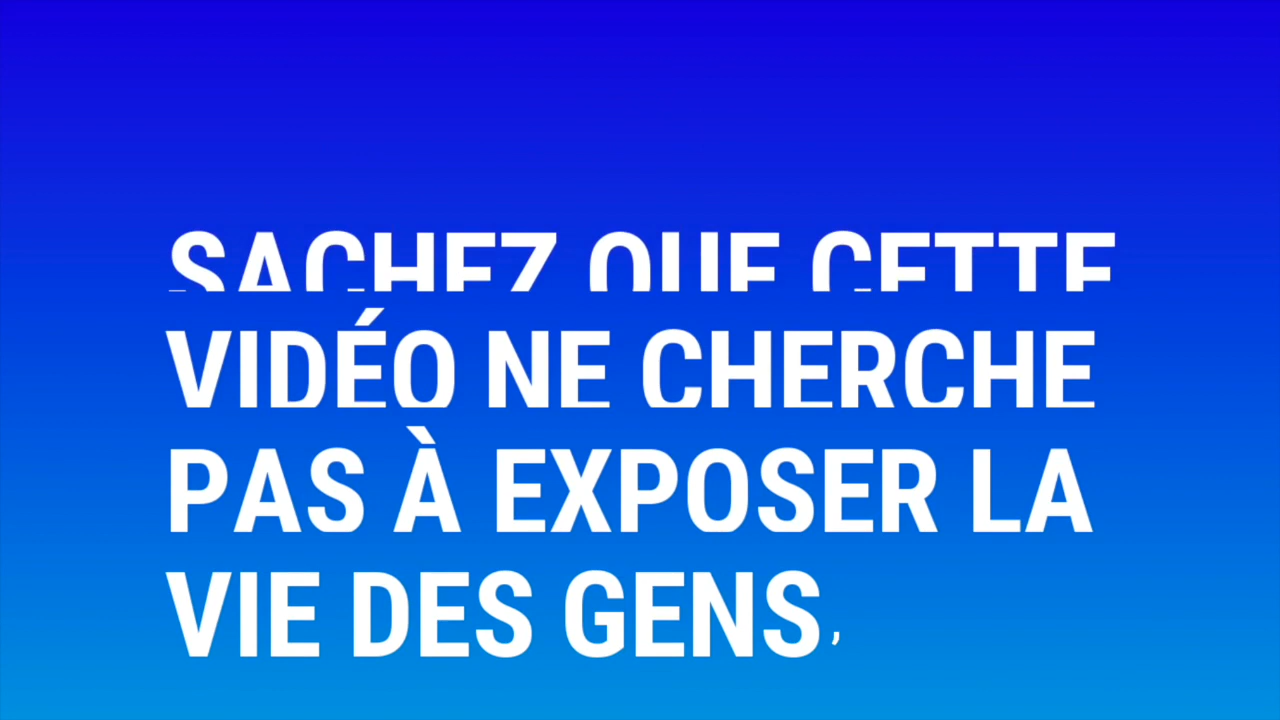 SACHEZ QUE CETTE
VIDÉO NE CHERCHE
PAS À EXPOSER LA
VIE DES GENS,